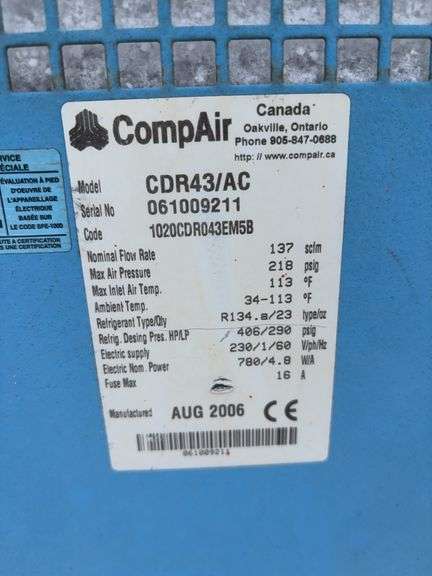 CompAir
Canada
Oakville, Ontario
Phone 905-847-0688
http: // www.compair.ca
Model CDR43/AC
Serial No 061009211
Code 1020CDR043EM5B
Nominal Flow Rate 137 scfm
Max Air Pressure 218 psig
Max Inlet Air Temp. 113 °F
Ambient Temp. 34-113 °F
Refrigerant Type/Qty R134.a/23 type/oz
Refrig. Desing Pres. HP/LP 406/290 psig
Electric supply 230/1/60 V/ph/Hz
Electric Nom. Power 780/4.8 W/A
Fuse Max 16 A
Manufactured AUG 2006 CE
061009211
SERVICE
SPÉCIALE
ÉVALUATION À PIED
D'OEUVRE DE
L'APPAREILLAGE
ÉLECTRIQUE
BASÉE SUR
LE CODE SPE-1000
A CERTIFICATION
CERTIFICATION